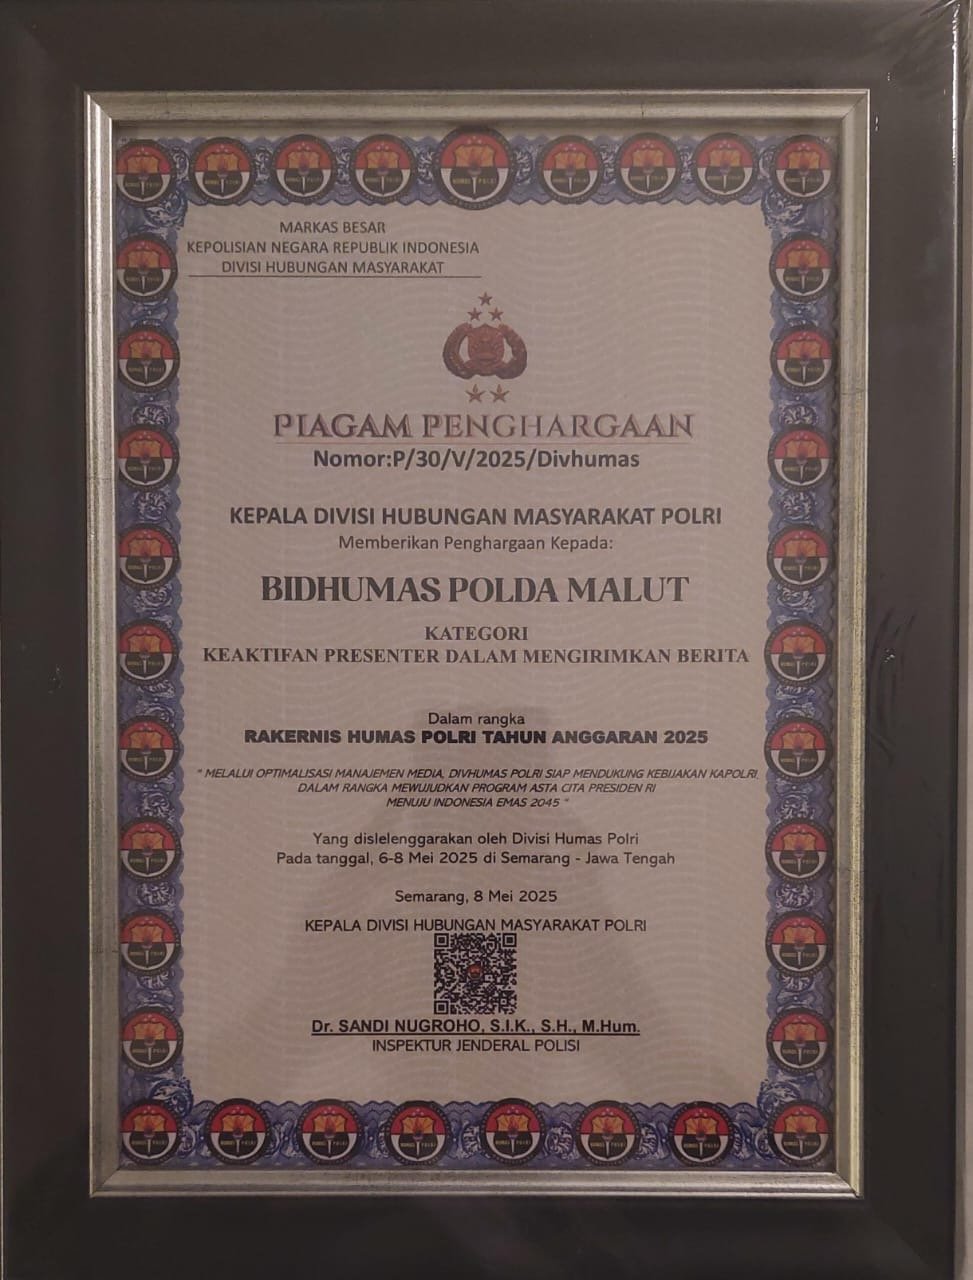 MARKAS BESAR
KEPOLISIAN NEGARA REPUBLIK INDONESIA
DIVISI HUBUNGAN MASYARAKAT
PIAGAM PENGHARGAAN
Nomor:P/30/V/2025/Divhumas
KEPALA DIVISI HUBUNGAN MASYARAKAT POLRI
Memberikan Penghargaan Kepada:
BIDHUMAS POLDA MALUT
KATEGORI
KEAKTIFAN PRESENTER DALAM MENGIRIMKAN BERITA
Dalam rangka
RAKERNIS HUMAS POLRI TAHUN ANGGARAN 2025
" MELALUI OPTIMALISASI MANAJEMEN MEDIA, DIVHUMAS POLRI SIAP MENDUKUNG KEBIJAKAN KAPOLRI,
DALAM RANGKA MEWUJUDKAN PROGRAM ASTA CITA PRESIDEN RI
MENUJU INDONESIA EMAS 2045 "
Yang dislelenggarakan oleh Divisi Humas Polri
Pada tanggal, 6-8 Mei 2025 di Semarang - Jawa Tengah
Semarang, 8 Mei 2025
KEPALA DIVISI HUBUNGAN MASYARAKAT POLRI
Dr. SANDI NUGROHO, S.I.K., S.H., M.Hum.
INSPEKTUR JENDERAL POLISI